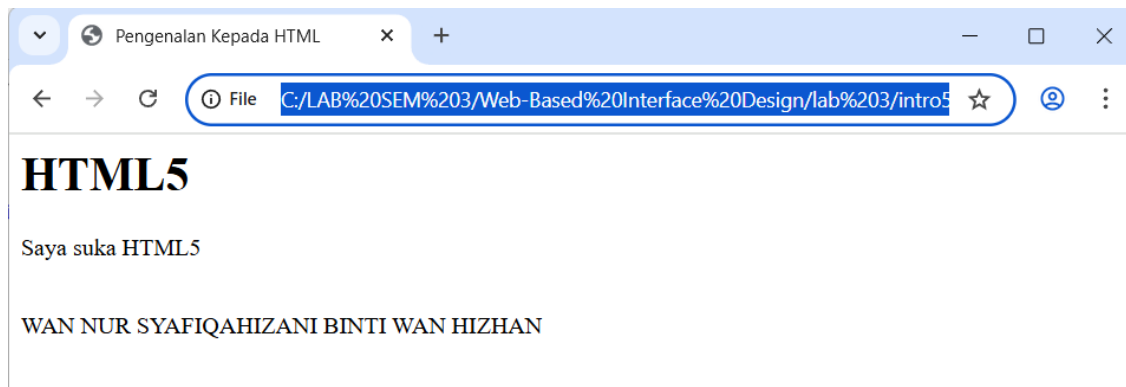 Pengenalan Kepada HTML
File C:/LAB%20SEM%203/Web-Based%20Interface%20Design/lab%203/intro5
HTML5
Saya suka HTML5
WAN NUR SYAFIQAHIZANI BINTI WAN HIZHAN